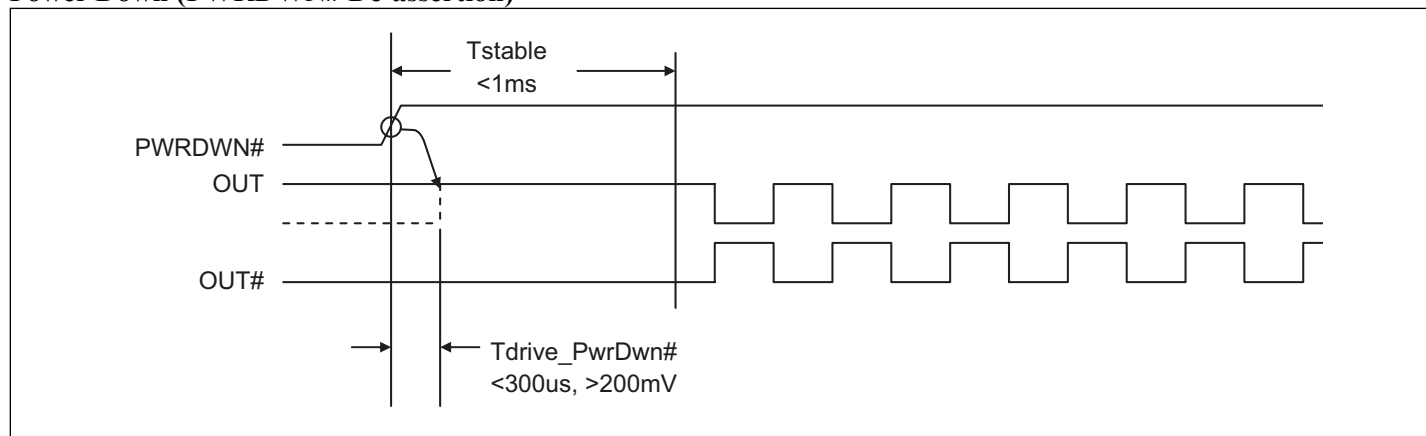 Power Down (PWRDWN# De-assertion)
Tstable
<1ms
PWRDWN#
OUT
OUT#
Tdrive_PwrDwn#
<300us, >200mV